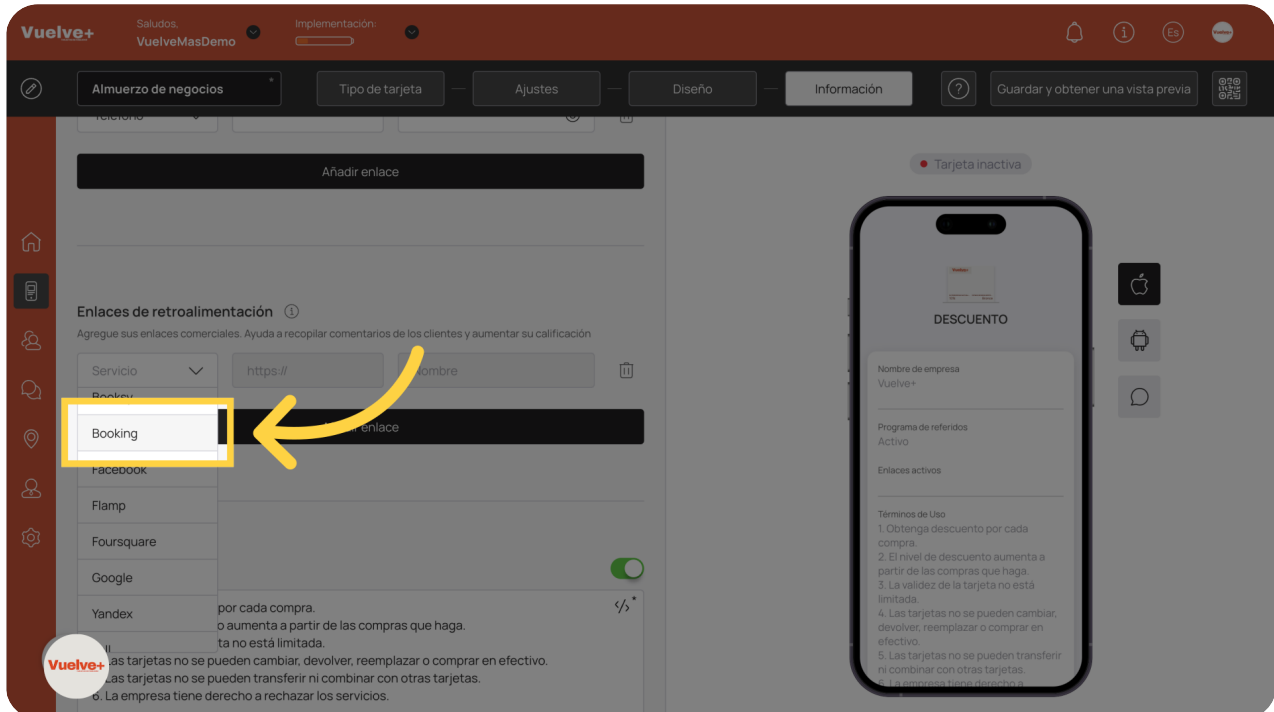 Vuelve+
Saludos,
VuelveMasDemo
Implementación:
Es
Vuelve+
Almuerzo de negocios *
Tipo de tarjeta
Ajustes
Diseño
Información
?
Guardar y obtener una vista previa
Teléfono
Añadir enlace
Tarjeta inactiva
Enlaces de retroalimentación
Agregue sus enlaces comerciales. Ayuda a recopilar comentarios de los clientes y aumentar su calificación
Servicio
https://
Nombre
Booksy
Booking
enlace
Facebook
Flamp
Foursquare
Google
Yandex
por cada compra.
o aumenta a partir de las compras que haga.
ta no está limitada.
as tarjetas no se pueden cambiar, devolver, reemplazar o comprar en efectivo.
Las tarjetas no se pueden transferir ni combinar con otras tarjetas.
6. La empresa tiene derecho a rechazar los servicios.
</>*
Vuelve+
Vuelve+
DESCUENTO
Nombre de empresa
Vuelve+
Programa de referidos
Activo
Enlaces activos
Términos de Uso
1. Obtenga descuento por cada
compra.
2. El nivel de descuento aumenta a
partir de las compras que haga.
3. La validez de la tarjeta no está
limitada.
4. Las tarjetas no se pueden cambiar,
devolver, reemplazar o comprar en
efectivo.
5. Las tarjetas no se pueden transferir
ni combinar con otras tarjetas.
6. La empresa tiene derecho a